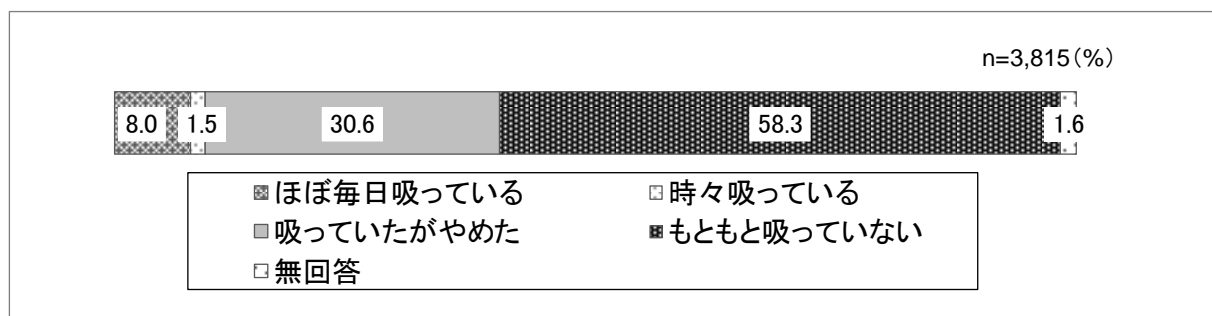 n=3,815(%)
8.0 1.5 30.6 58.3 1.6
ほぼ毎日吸っている 時々吸っている
吸っていたがやめた もともと吸っていない
無回答